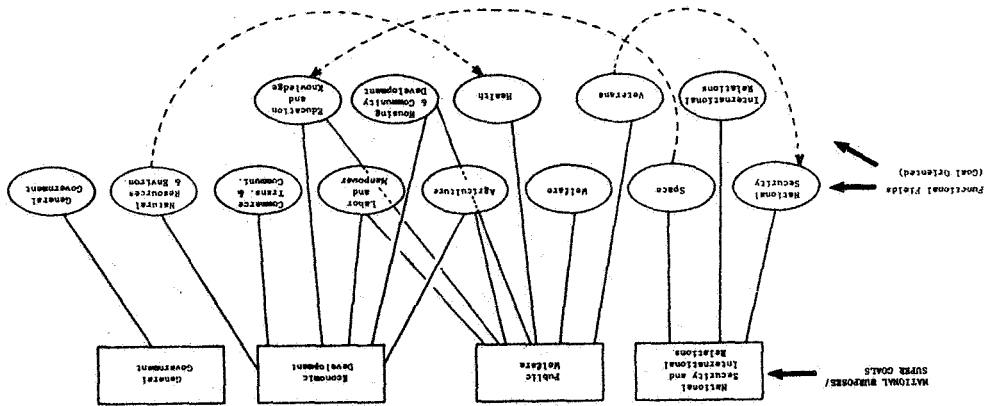 NATIONAL PURPOSES/
SUPER GOALS
National
Security and
International
Relations.
Public
Welfare
Economic
Development
General
Government
Functional Fields
(Goal Oriented)
National
Security
Space
Welfare
Agriculture
Labor
and
Manpower
Commerce
Trans. &
Communi.
Natural
Resources
& Environ.
General
Government
International
Relations
Veterans
Health
Housing
& Community
Development
Education
and
Knowledge